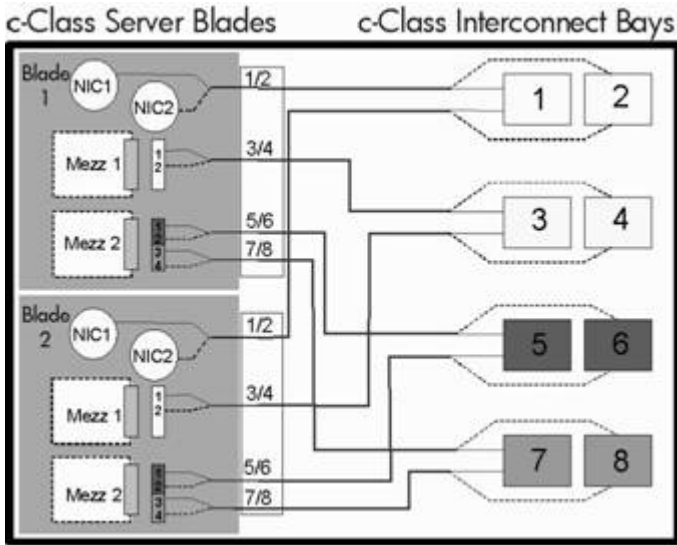 c-Class Server Blades
c-Class Interconnect Bays
Blade
1
NIC1
NIC2
1/2
Mezz 1
1
2
3/4
Mezz 2
3
4
5/6
7/8
Blade
2
NIC1
NIC2
1/2
Mezz 1
1
2
3/4
Mezz 2
3
4
5/6
7/8
1
2
3
4
5
6
7
8